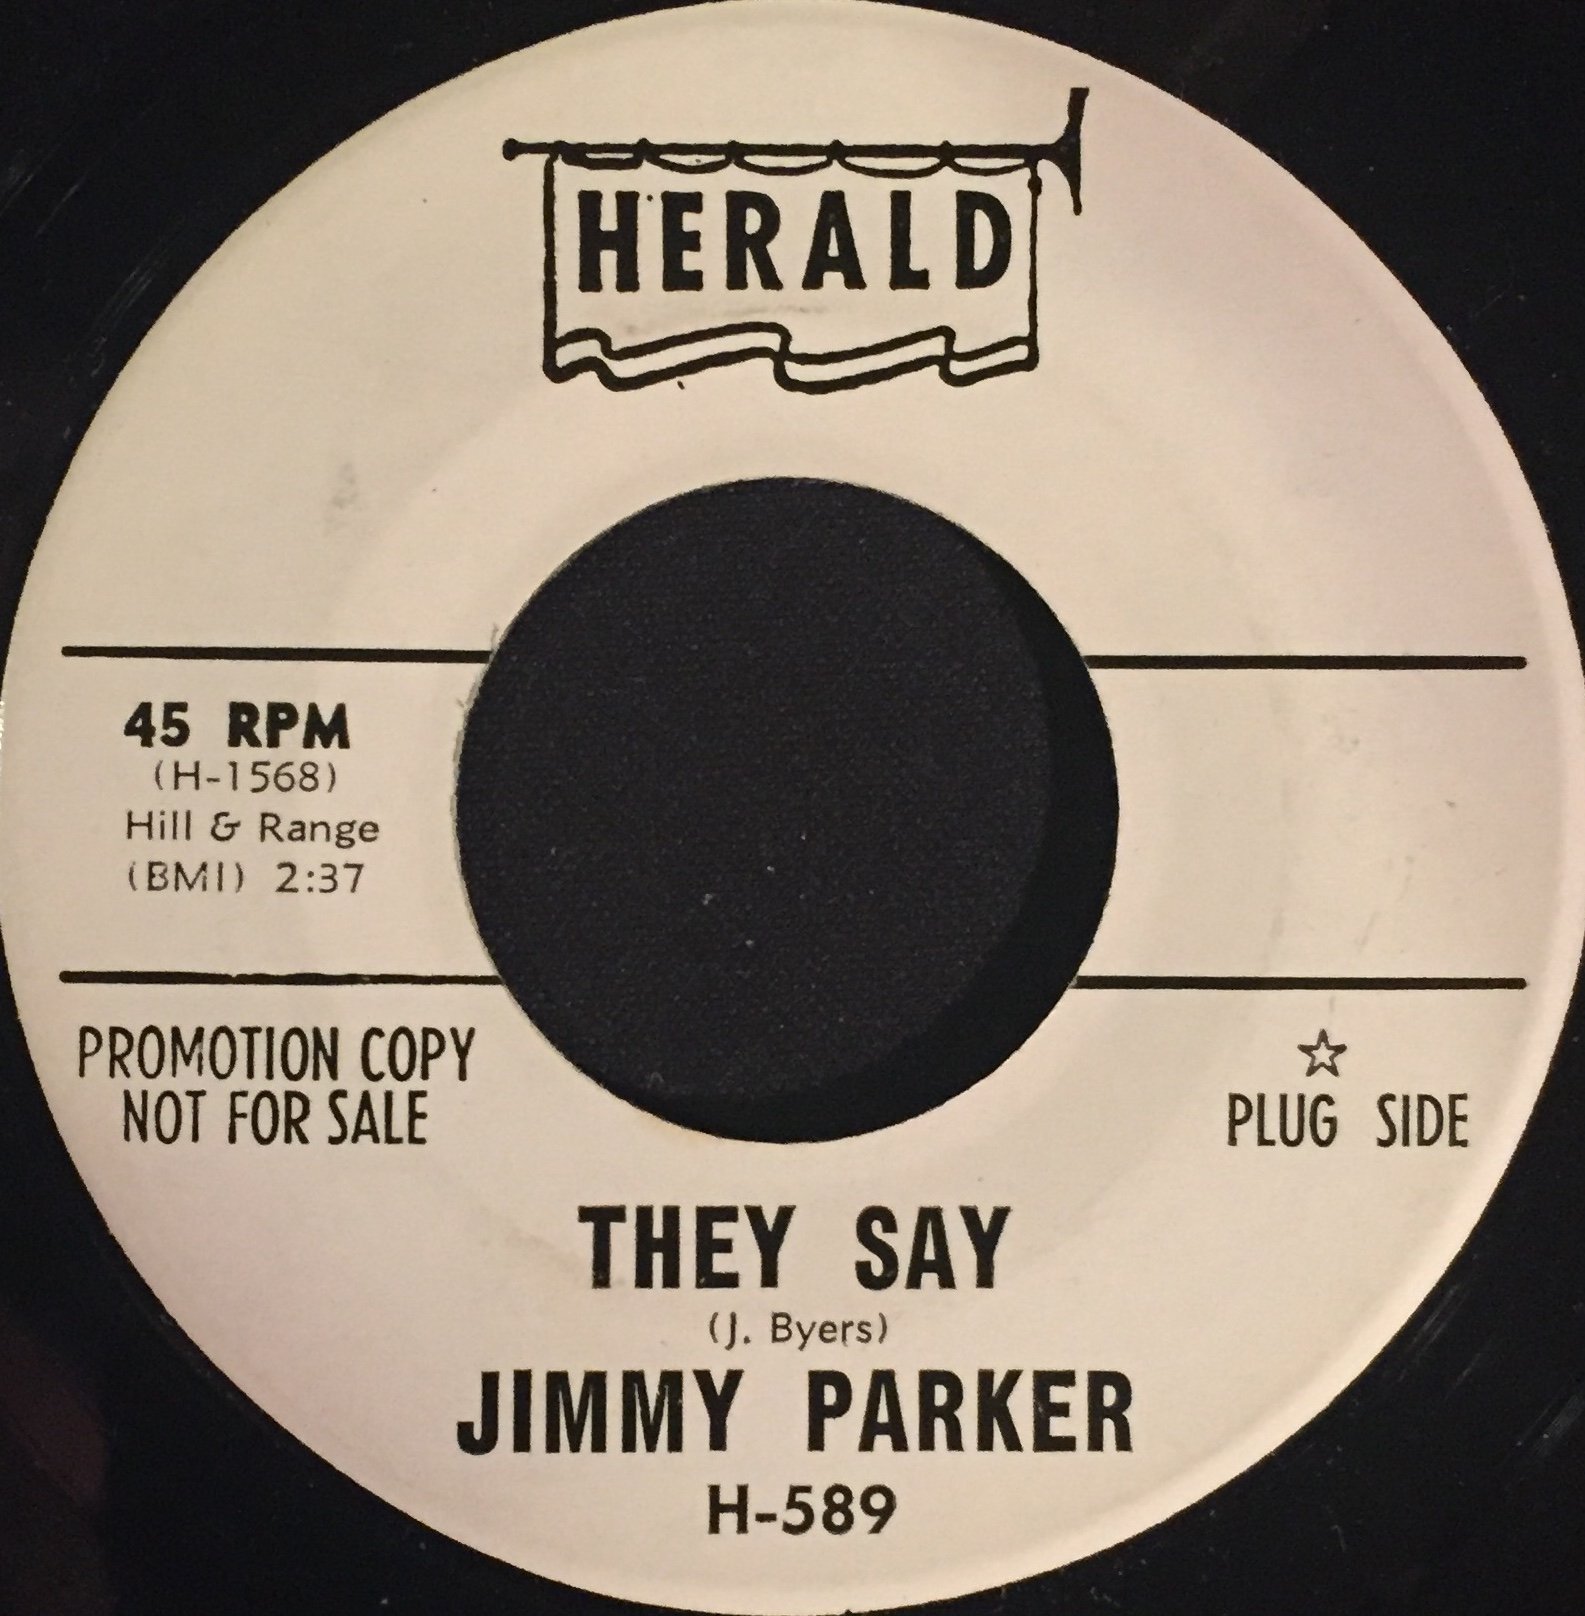 HERALD
45 RPM
(H-1568)
Hill & Range
(BMI) 2:37
PROMOTION COPY
NOT FOR SALE
☆
PLUG SIDE
THEY SAY
(J. Byers)
JIMMY PARKER
H-589